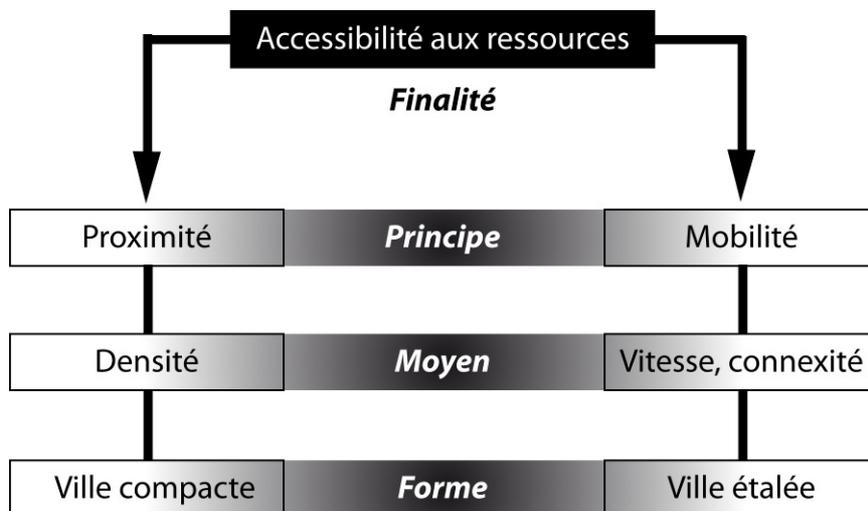 Accessibilité aux ressources
Finalité
Proximité Principe Mobilité
Densité Moyen Vitesse, connexité
Ville compacte Forme Ville étalée